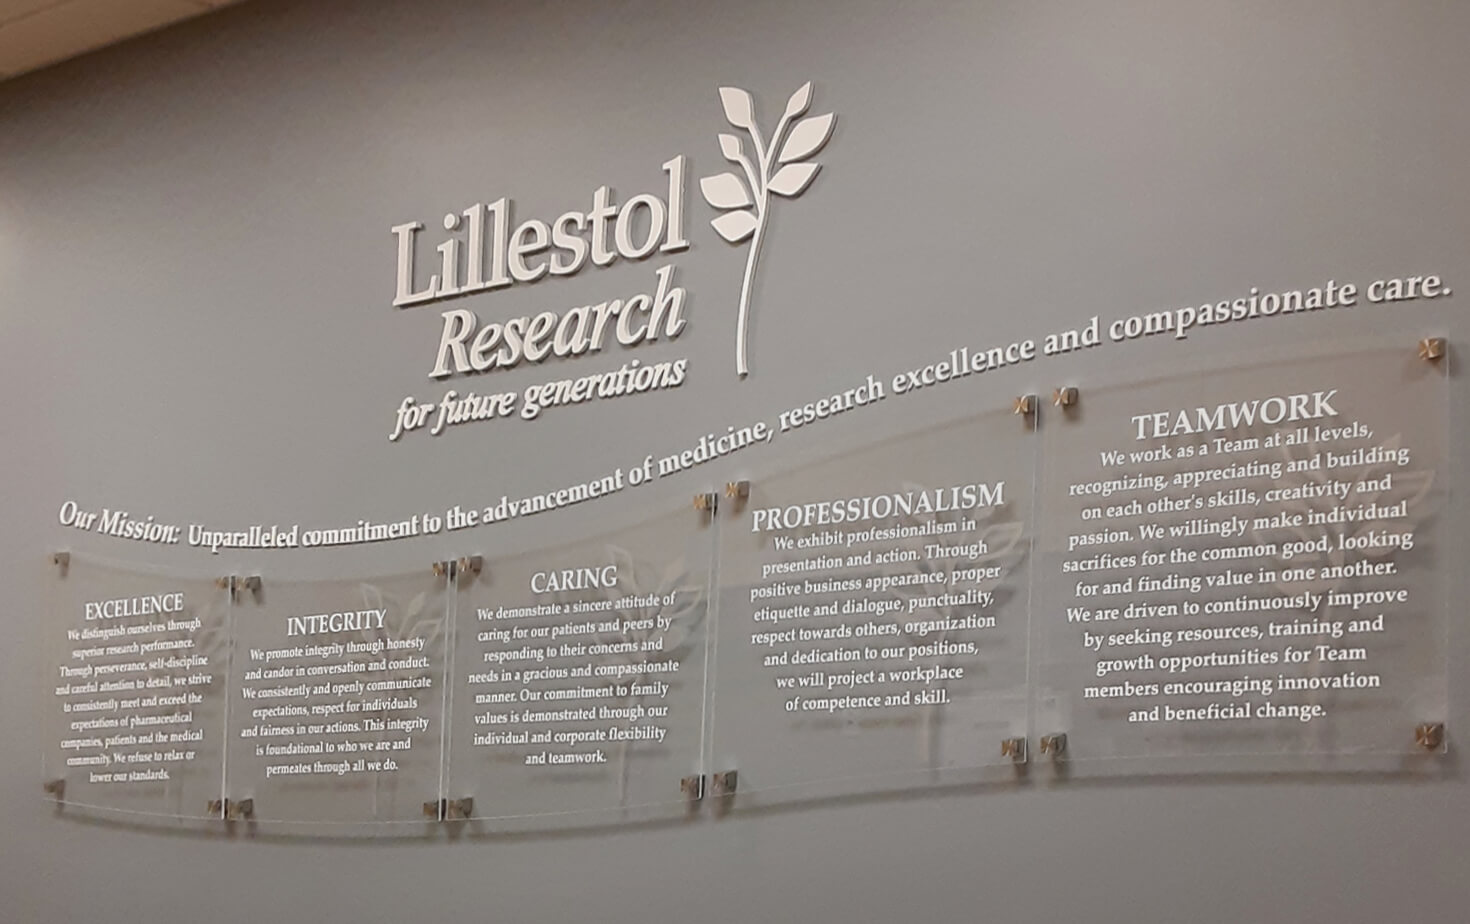 Lillestol
Research
for future generations
Our Mission: Unparalleled commitment to the advancement of medicine, research excellence and compassionate care.
EXCELLENCE
We distinguish ourselves through
superior research performance.
Through perseverance, self-discipline
and careful attention to detail, we strive
to consistently meet and exceed the
expectations of pharmaceutical
companies, patients and the medical
community. We refuse to relax or
lower our standards.
INTEGRITY
We promote integrity through honesty
and candor in conversation and conduct.
We consistently and openly communicate
expectations, respect for individuals
and fairness in our actions. This integrity
is foundational to who we are and
permeates through all we do.
CARING
We demonstrate a sincere attitude of
caring for our patients and peers by
responding to their concerns and
needs in a gracious and compassionate
manner. Our commitment to family
values is demonstrated through our
individual and corporate flexibility
and teamwork.
PROFESSIONALISM
We exhibit professionalism in
presentation and action. Through
positive business appearance, proper
etiquette and dialogue, punctuality,
respect towards others, organization
and dedication to our positions,
we will project a workplace
of competence and skill.
TEAMWORK
We work as a Team at all levels,
recognizing, appreciating and building
on each other's skills, creativity and
passion. We willingly make individual
sacrifices for the common good, looking
for and finding value in one another.
We are driven to continuously improve
by seeking resources, training and
growth opportunities for Team
members encouraging innovation
and beneficial change.